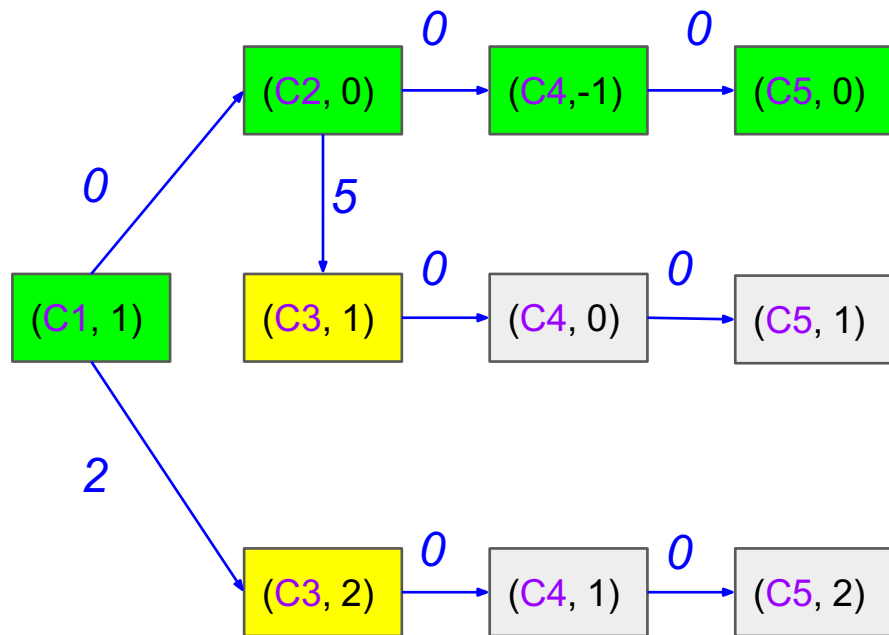 0
0
(C2, 0)
(C4,-1)
(C5, 0)
0
5
0
0
(C1, 1)
(C3, 1)
(C4, 0)
(C5, 1)
2
0
0
(C3, 2)
(C4, 1)
(C5, 2)